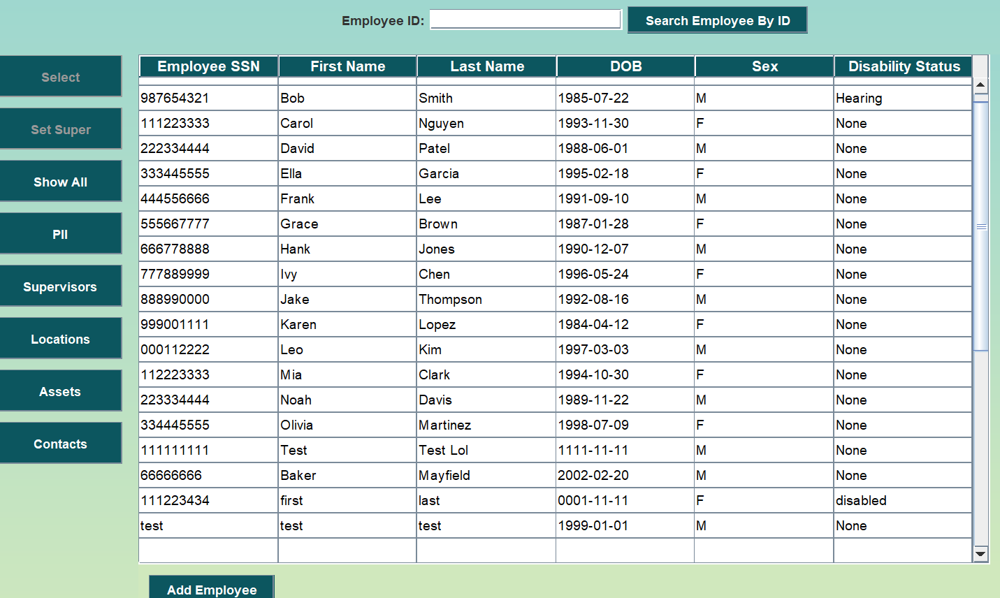 Employee ID: Search Employee By ID
Select
Set Super
Show All
PII
Supervisors
Locations
Assets
Contacts
Employee SSN First Name Last Name DOB Sex Disability Status
987654321 Bob Smith 1985-07-22 M Hearing
111223333 Carol Nguyen 1993-11-30 F None
222334444 David Patel 1988-06-01 M None
333445555 Ella Garcia 1995-02-18 F None
444556666 Frank Lee 1991-09-10 M None
555667777 Grace Brown 1987-01-28 F None
666778888 Hank Jones 1990-12-07 M None
777889999 Ivy Chen 1996-05-24 F None
888990000 Jake Thompson 1992-08-16 M None
999001111 Karen Lopez 1984-04-12 F None
000112222 Leo Kim 1997-03-03 M None
112223333 Mia Clark 1994-10-30 F None
223334444 Noah Davis 1989-11-22 M None
334445555 Olivia Martinez 1998-07-09 F None
111111111 Test Test Lol 1111-11-11 M None
66666666 Baker Mayfield 2002-02-20 M None
111223434 first last 0001-11-11 F disabled
test test test 1999-01-01 M None
Add Employee